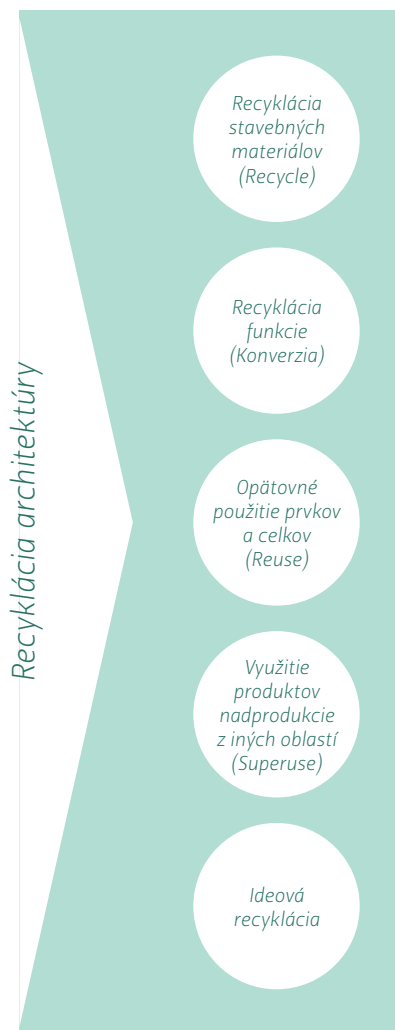 Recyklácia architektúry
Recyklácia
stavebných
materiálov
(Recycle)
Recyklácia
funkcie
(Konverzia)
Opätovné
použitie prvkov
a celkov
(Reuse)
Využitie
produktov
nadprodukcie
z iných oblastí
(Superuse)
Ideová
recyklácia